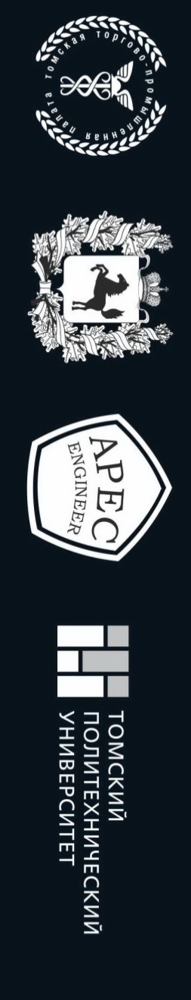 томская торгово-промышленная палата
APEC
ENGINEER
ТОМСКИЙ
ПОЛИТЕХНИЧЕСКИЙ
УНИВЕРСИТЕТ